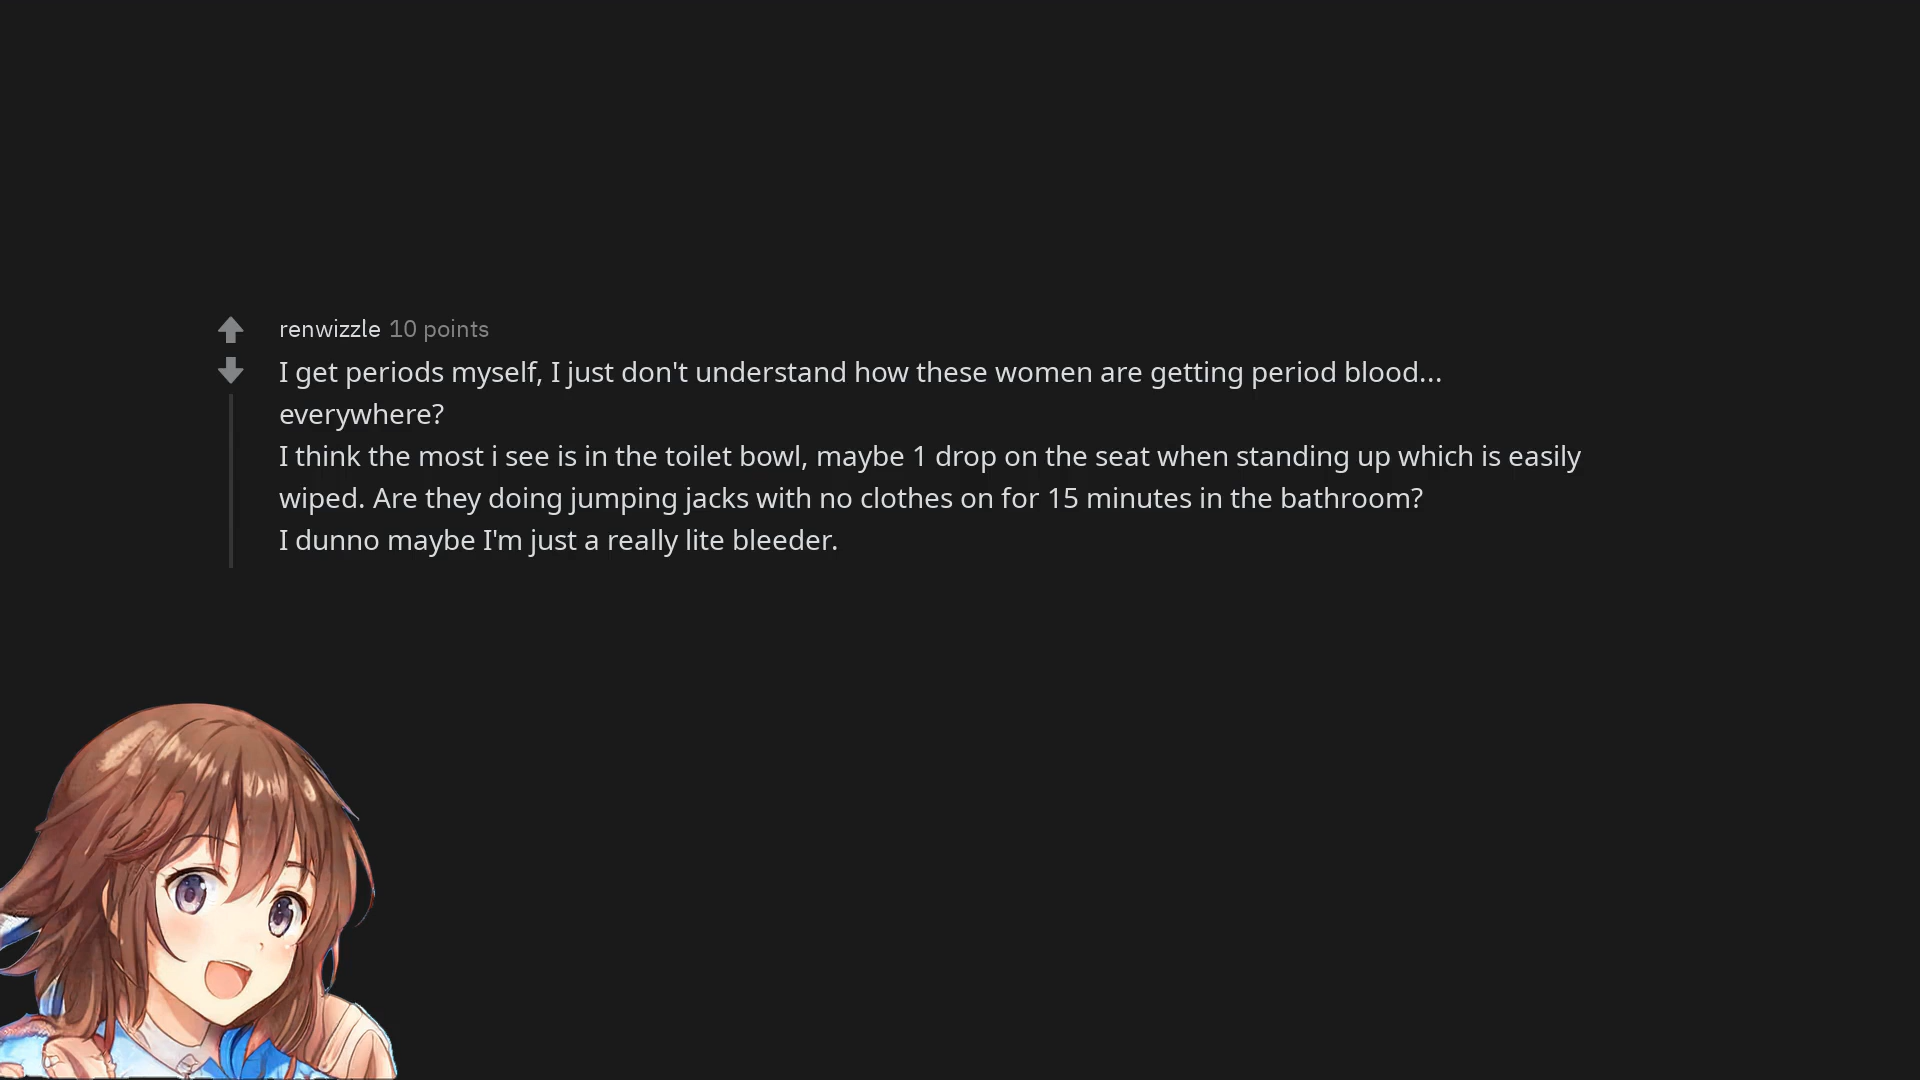 renwizzle 10 points
I get periods myself, I just don't understand how these women are getting period blood...
everywhere?
I think the most i see is in the toilet bowl, maybe 1 drop on the seat when standing up which is easily
wiped. Are they doing jumping jacks with no clothes on for 15 minutes in the bathroom?
I dunno maybe I'm just a really lite bleeder.